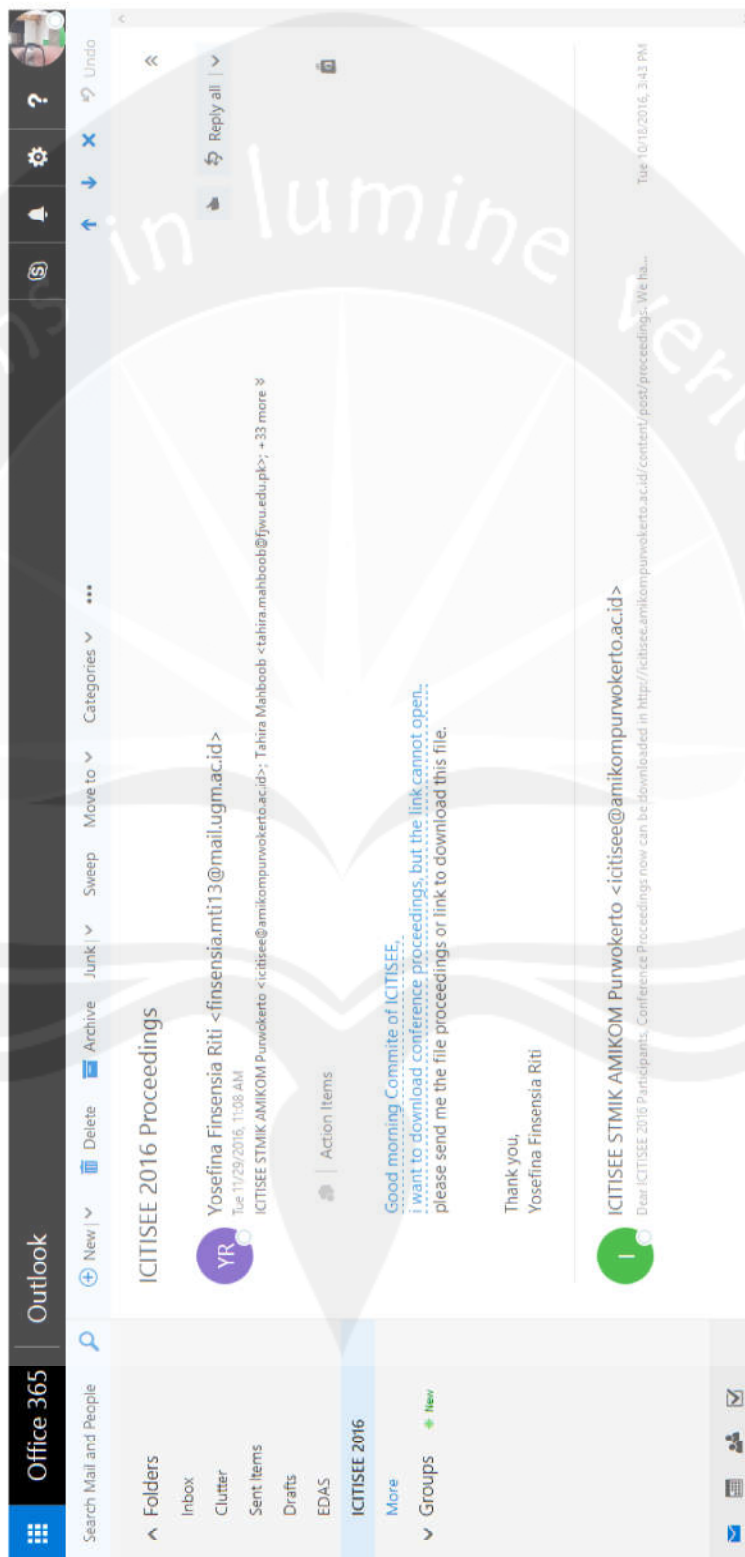 Office 365
Outlook
Search Mail and People
New
Delete
Archive
Junk
Sweep
Move to
Categories
•••
Undo
Folders
Inbox
Clutter
Sent Items
Drafts
EDAS
ICITISEE 2016
More
Groups
New
ICITISEE 2016 Proceedings
YR
Yosefina Finsensia Riti <finsensia.mti13@mail.ugm.ac.id>
Reply all
Tue 11/29/2016, 11:08 AM
ICITISEE STMIK AMIKOM Purwokerto <icitisee@amikompurwokerto.ac.id>; Tahira Mahboob <tahira.mahboob@fjwu.edu.pk>; + 33 more
Action Items
Good morning Commite of ICITISEE,
i want to download conference proceedings, but the link cannot open..
please send me the file proceedings or link to download this file.
Thank you,
Yosefina Finsensia Riti
I
ICITISEE STMIK AMIKOM Purwokerto <icitisee@amikompurwokerto.ac.id>
Dear ICITISEE 2016 Participants, Conference Proceedings now can be downloaded in http://icitisee.amikompurwokerto.ac.id/content/post/proceedings. We ha...
Tue 10/18/2016, 3:43 PM
in lumine